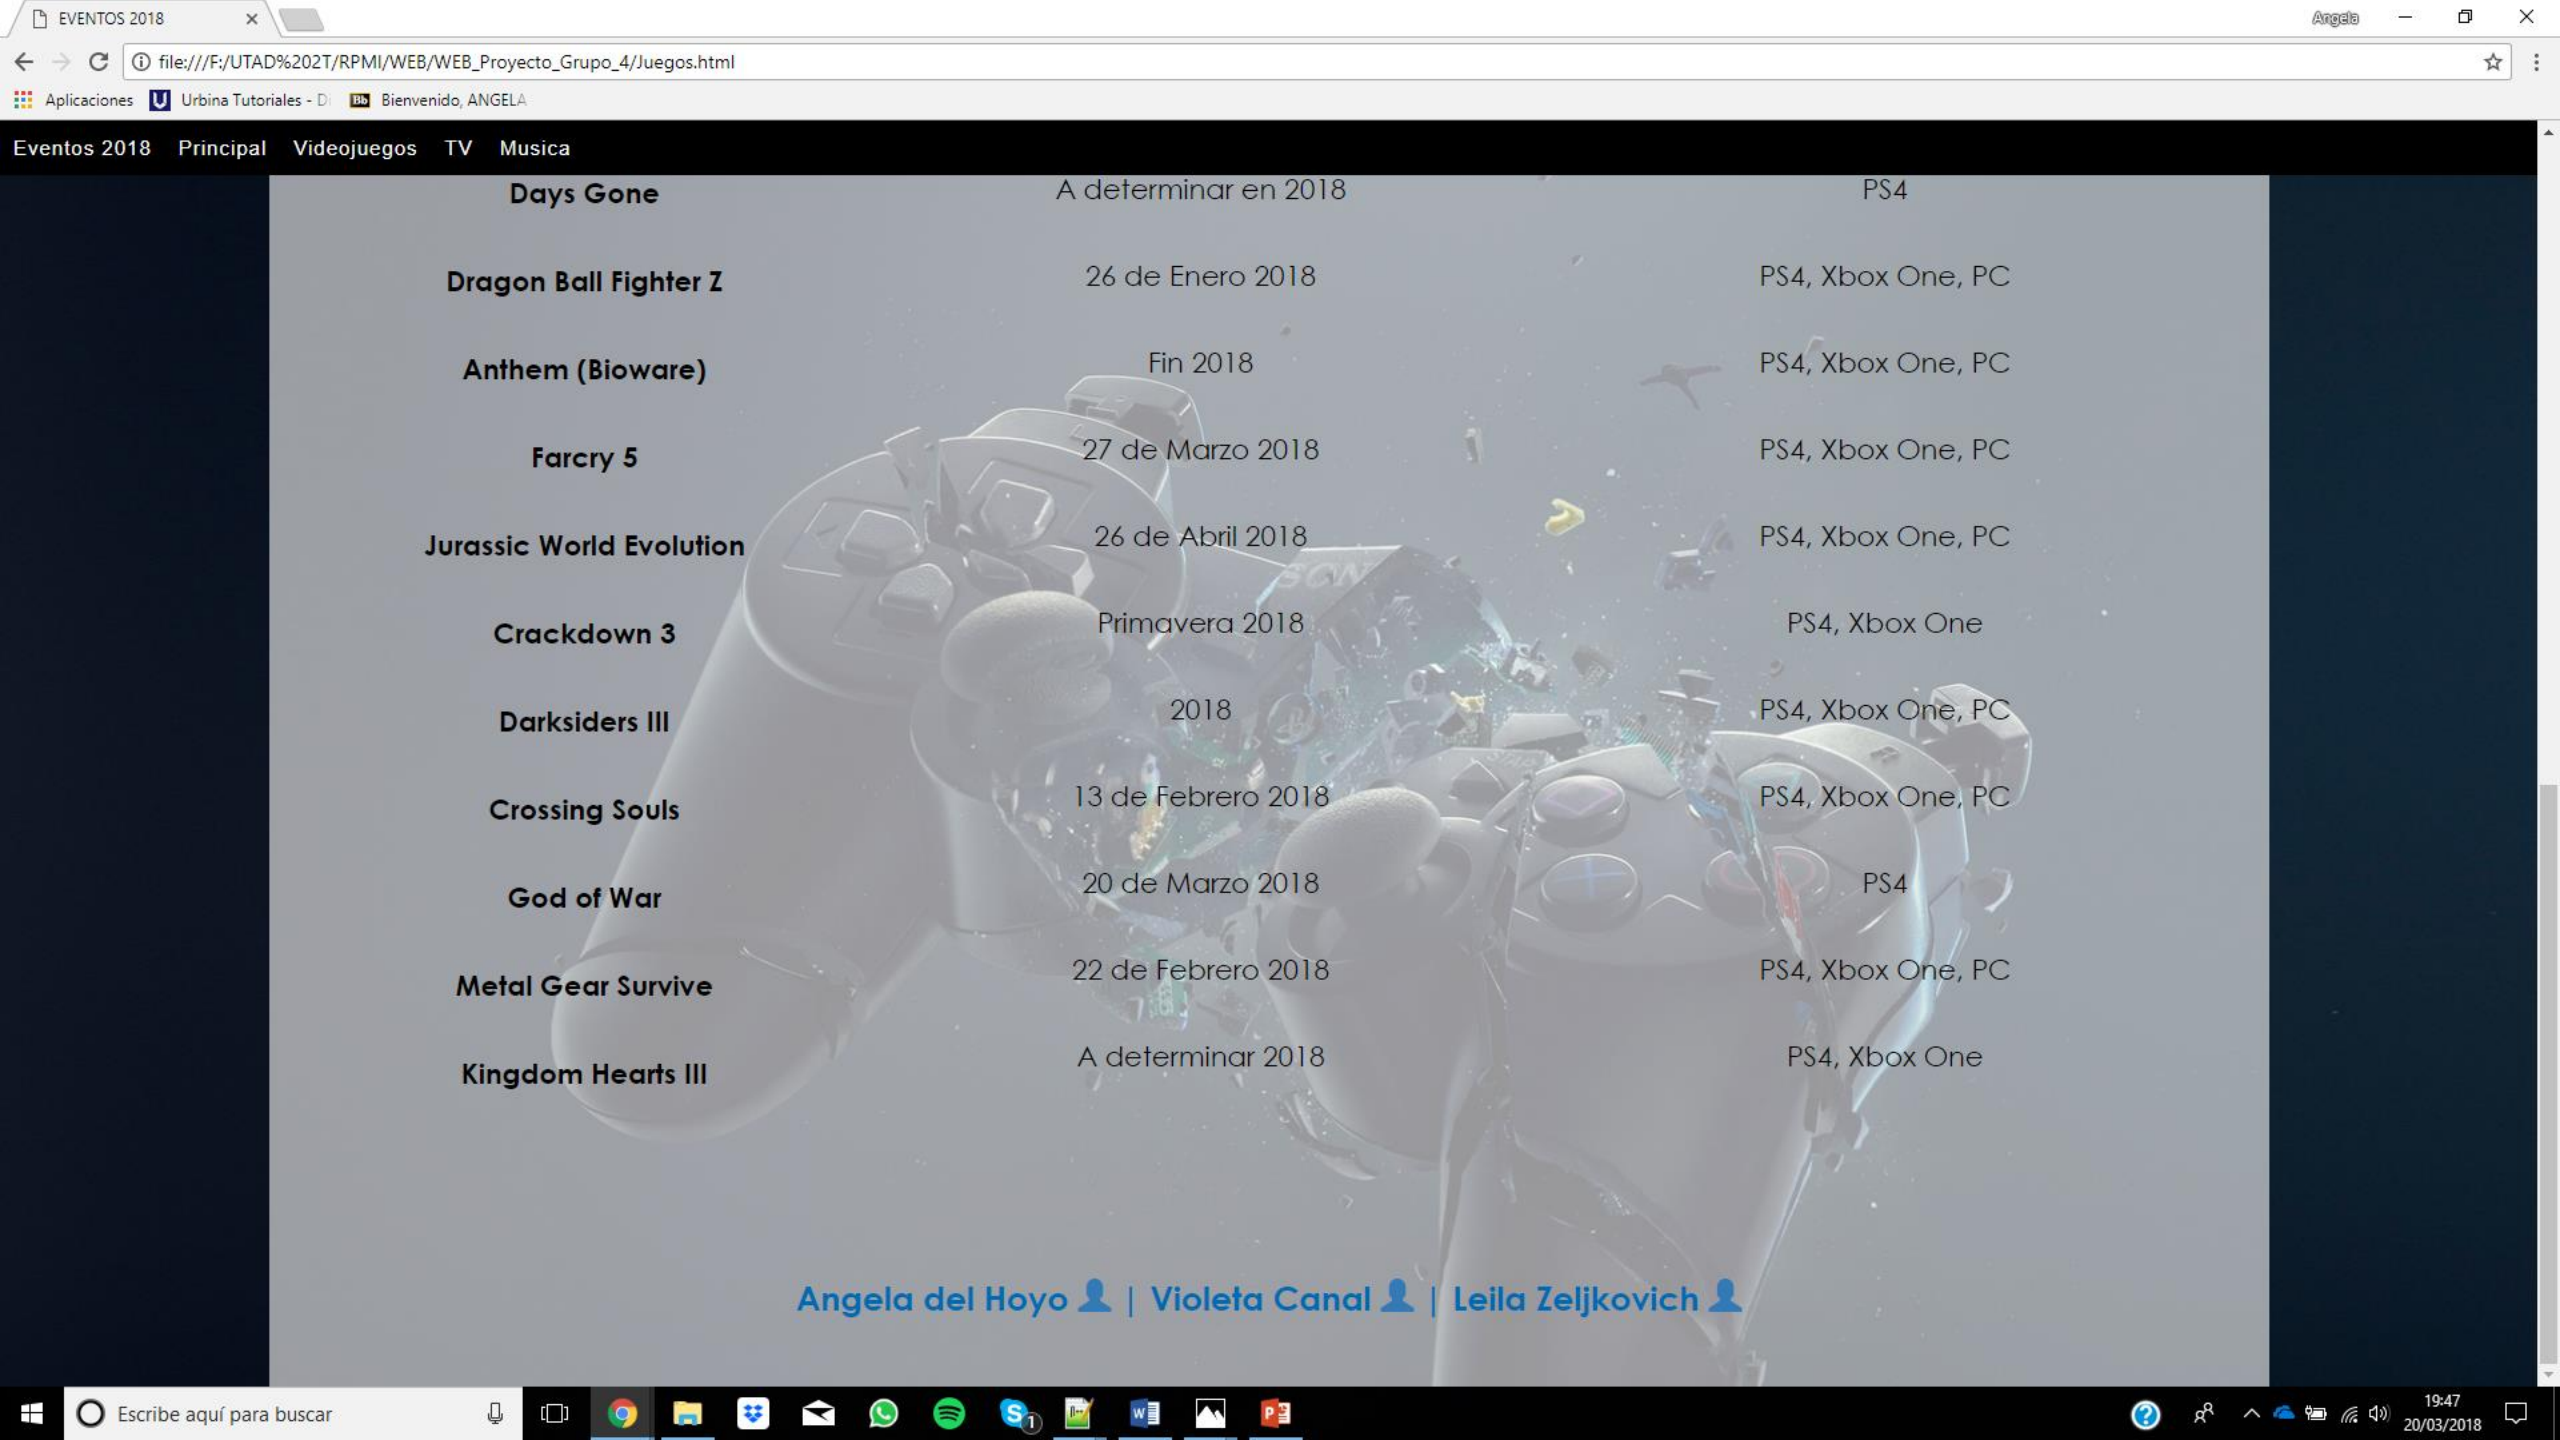 EVENTOS 2018
Angela
file:///F:/UTAD%202T/RPMI/WEB/WEB_Proyecto_Grupo_4/Juegos.html
Aplicaciones Urbina Tutoriales - Di Bb Bienvenido, ANGELA
Eventos 2018 Principal Videojuegos TV Musica
Days Gone A determinar en 2018 PS4
Dragon Ball Fighter Z 26 de Enero 2018 PS4, Xbox One, PC
Anthem (Bioware) Fin 2018 PS4, Xbox One, PC
Farcry 5 27 de Marzo 2018 PS4, Xbox One, PC
Jurassic World Evolution 26 de Abril 2018 PS4, Xbox One, PC
SONY
Crackdown 3 Primavera 2018 PS4, Xbox One
Darksiders III 2018 PS4, Xbox One, PC
Crossing Souls 13 de Febrero 2018 PS4, Xbox One, PC
God of War 20 de Marzo 2018 PS4
Metal Gear Survive 22 de Febrero 2018 PS4, Xbox One, PC
Kingdom Hearts III A determinar 2018 PS4, Xbox One
Angela del Hoyo | Violeta Canal | Leila Zeljkovich
Escribe aquí para buscar
19:47
20/03/2018